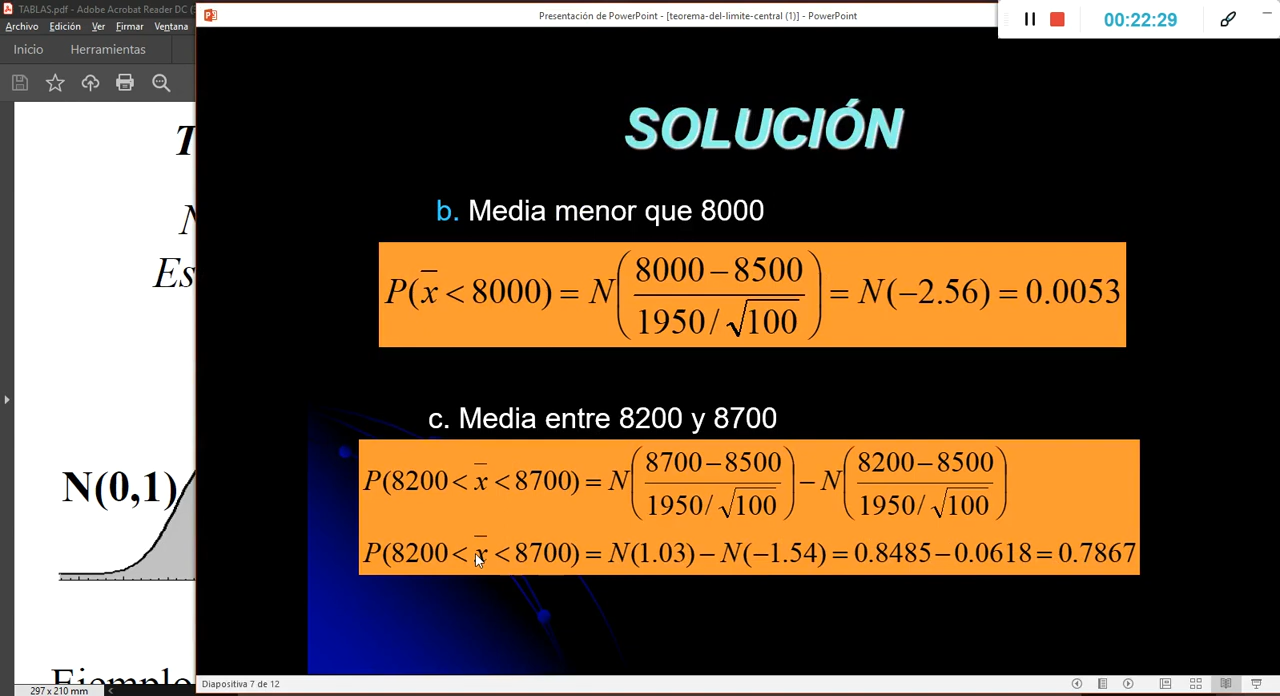 TABLAS.pdf - Adobe Acrobat Reader DC (3
Archivo Edición Ver Firmar Ventana
Inicio Herramientas
Presentación de PowerPoint - [teorema-del-limite-central (1)] - PowerPoint
00:22:29
SOLUCIÓN
b. Media menor que 8000
P(x̅ < 8000) = N((8000 − 8500)/(1950/√100)) = N(−2.56) = 0.0053
c. Media entre 8200 y 8700
P(8200 < x̅ < 8700) = N((8700 − 8500)/(1950/√100)) − N((8200 − 8500)/(1950/√100))
P(8200 < x̅ < 8700) = N(1.03) − N(−1.54) = 0.8485 − 0.0618 = 0.7867
T
N
Es
N(0,1)
Ejemplo
297 x 210 mm
Diapositiva 7 de 12